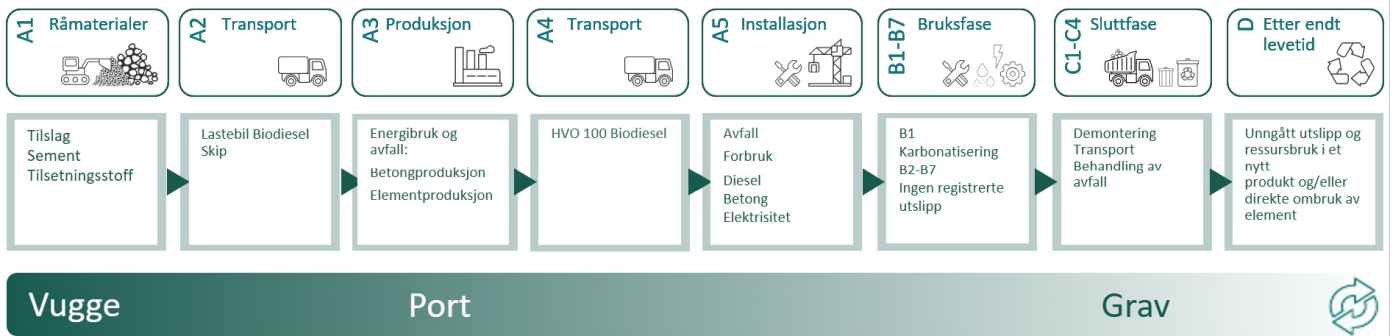 A1 Råmaterialer
A2 Transport
A3 Produksjon
A4 Transport
A5 Installasjon
B1-B7 Bruksfase
C1-C4 Sluttfase
D Etter endt
levetid
Tilslag
Sement
Tilsetningsstoff
Lastebil Biodiesel
Skip
Energibruk og
avfall:
Betongproduksjon
Elementproduksjon
HVO 100 Biodiesel
Avfall
Forbruk
Diesel
Betong
Elektrisitet
B1
Karbonatisering
B2-B7
Ingen registrerte
utslipp
Demontering
Transport
Behandling av
avfall
Unngått utslipp og
ressursbruk i et
nytt
produkt og/eller
direkte ombruk av
element
Vugge
Port
Grav